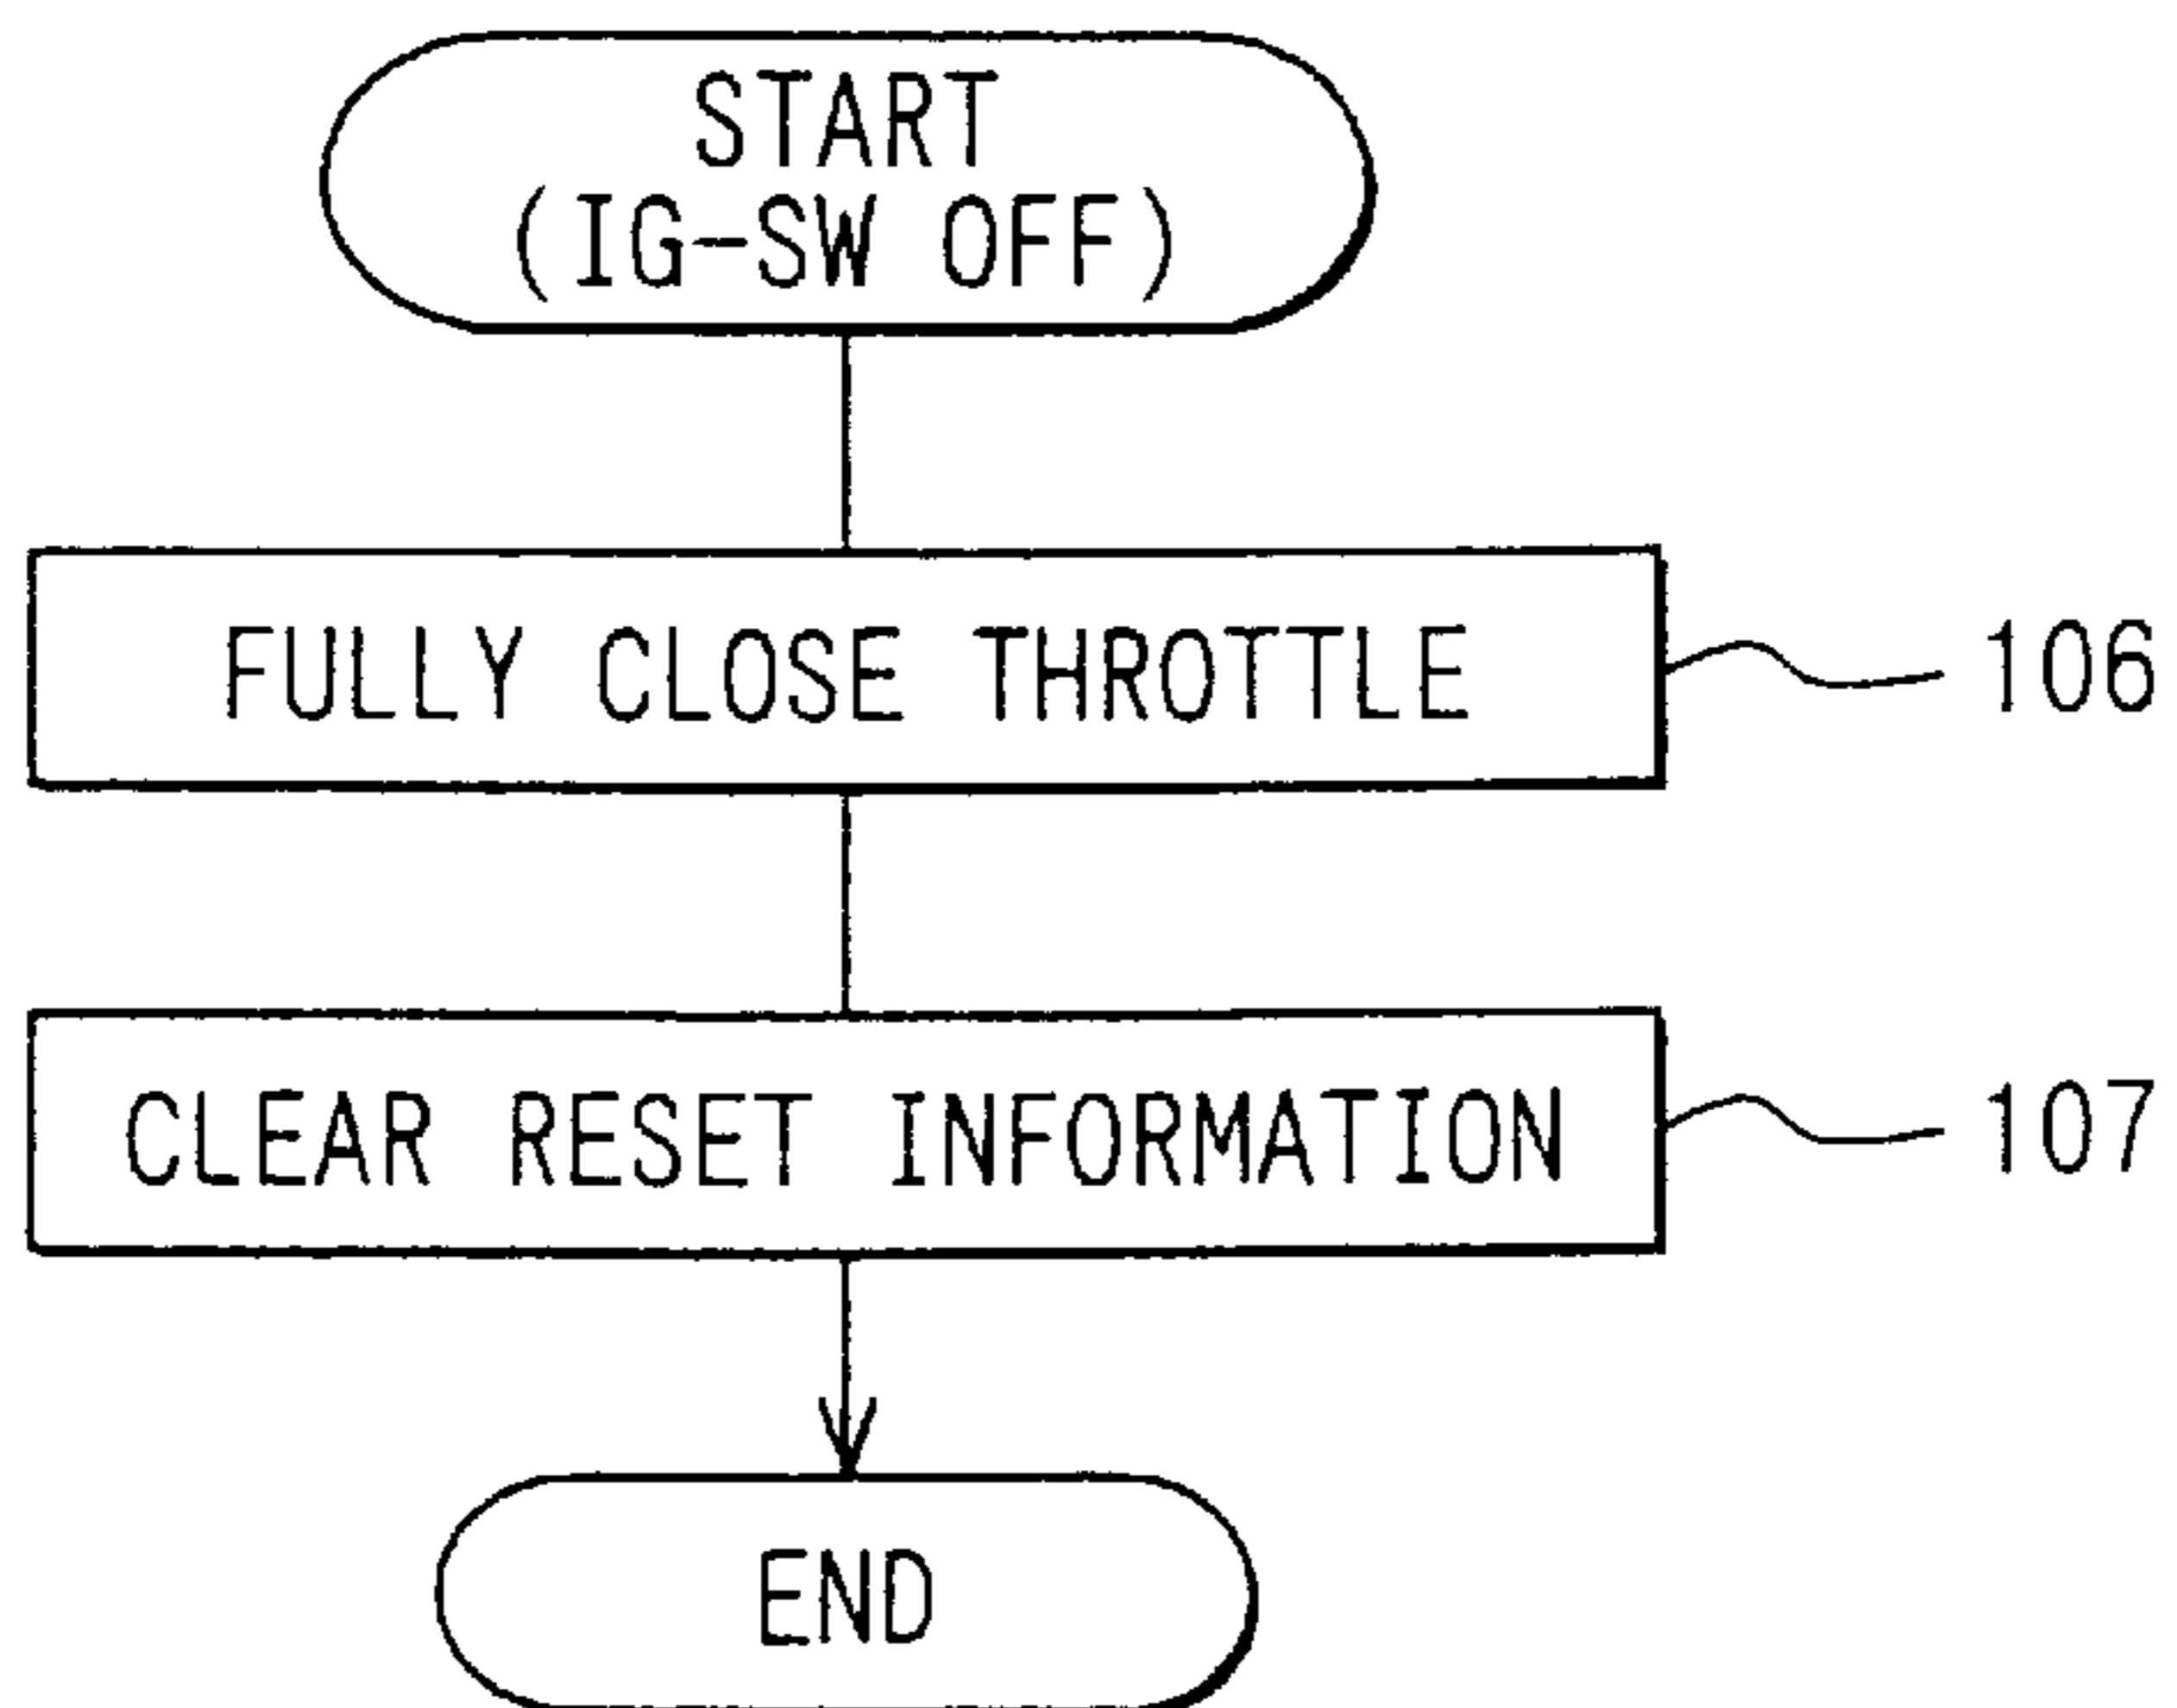 START
(IG-SW OFF)
FULLY CLOSE THROTTLE
106
CLEAR RESET INFORMATION
107
END